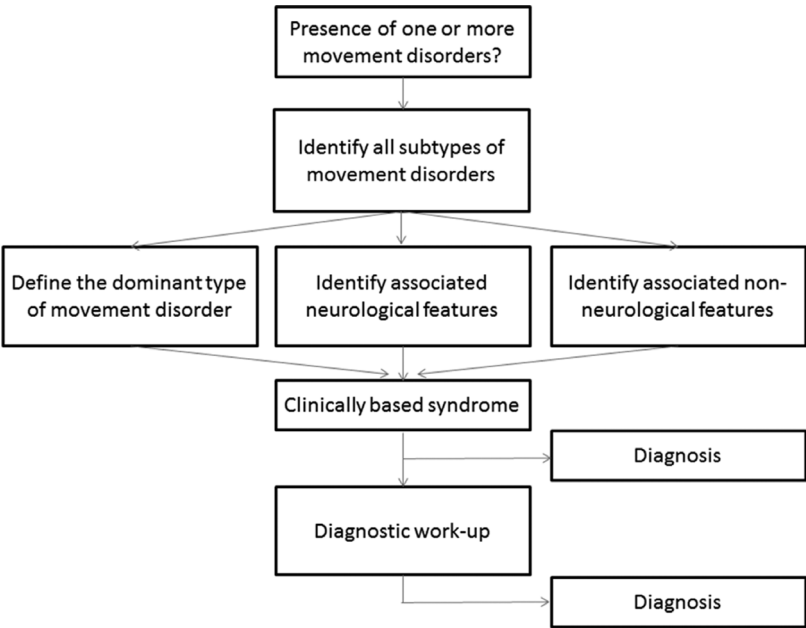 Presence of one or more
movement disorders?
Identify all subtypes of
movement disorders
Define the dominant type
of movement disorder
Identify associated
neurological features
Identify associated non-
neurological features
Clinically based syndrome
Diagnosis
Diagnostic work-up
Diagnosis